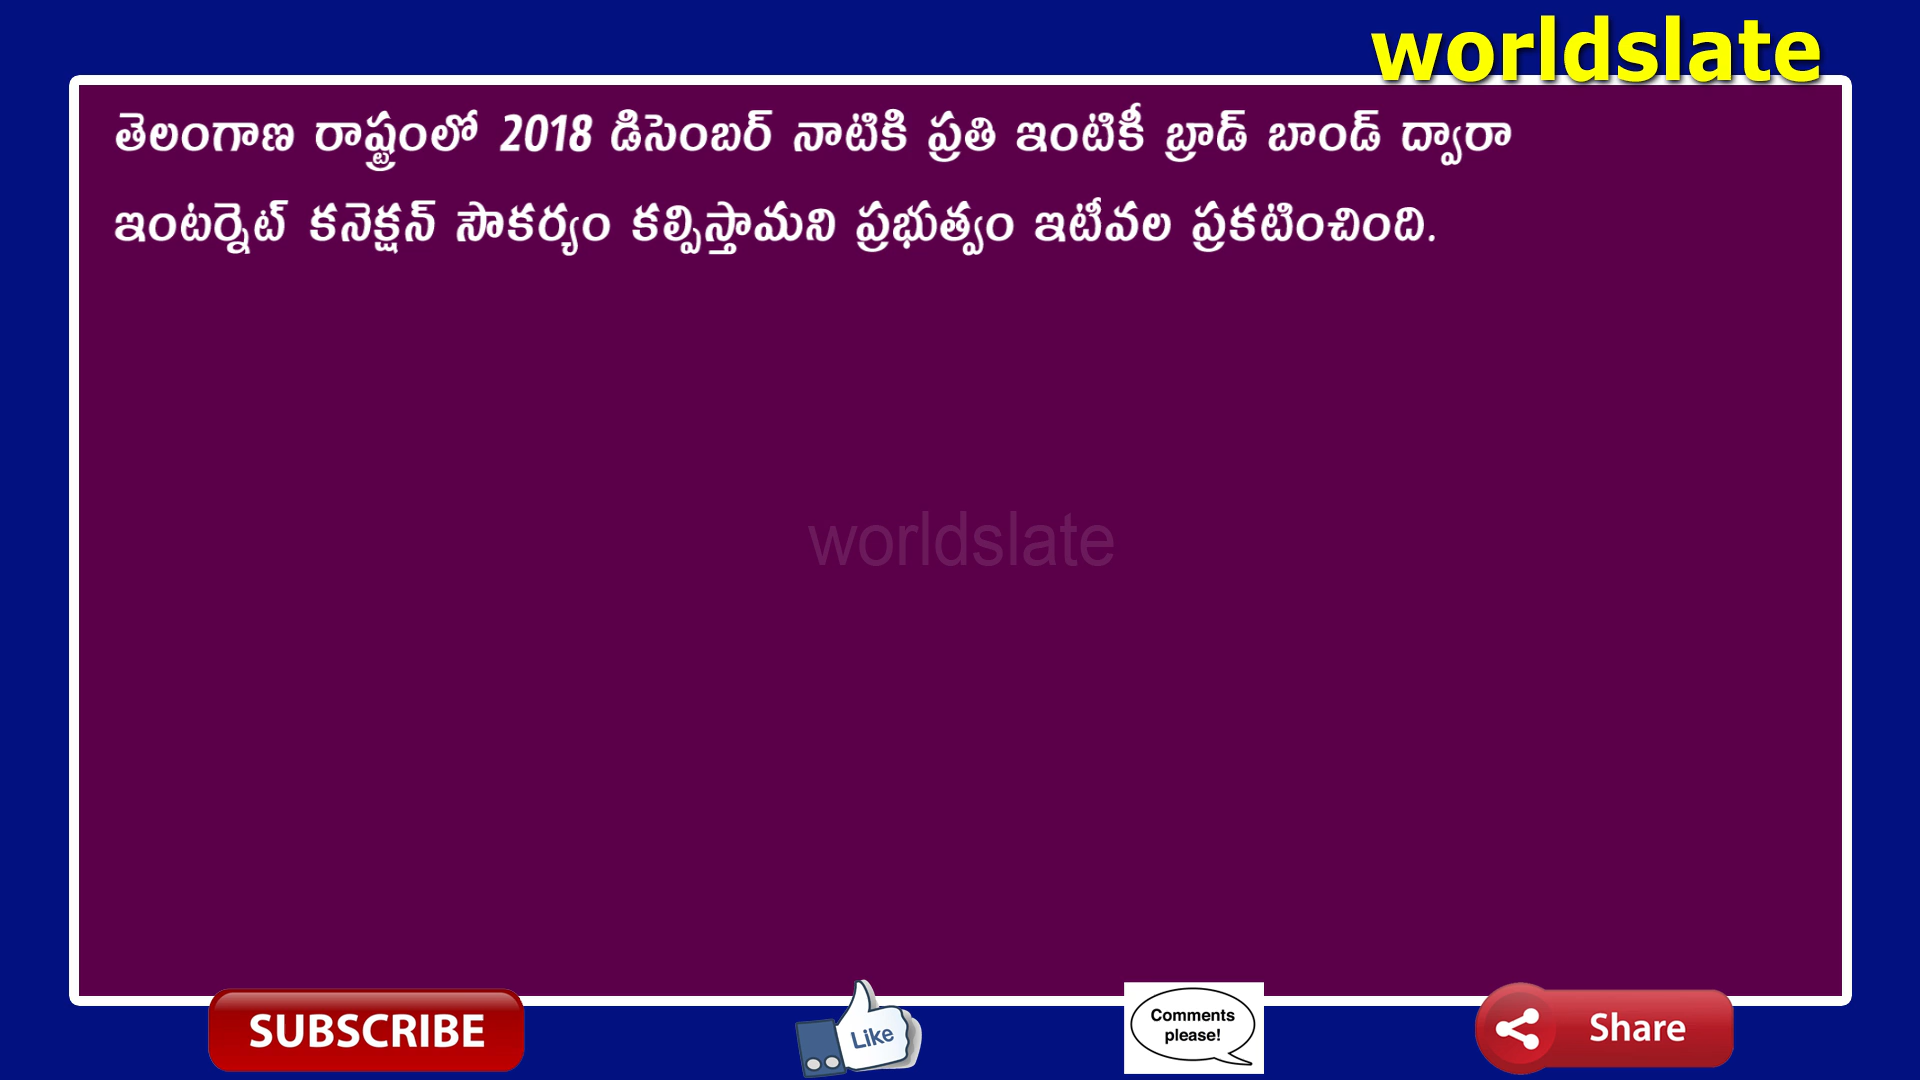 worldslate
తెలంగాణ రాష్ట్రంలో 2018 డిసెంబర్ నాటికి ప్రతి ఇంటికీ బ్రాడ్ బాండ్ ద్వారా
ఇంటర్నెట్ కనెక్షన్ సౌకర్యం కల్పిస్తామని ప్రభుత్వం ఇటీవల ప్రకటించింది.
worldslate
SUBSCRIBE
Like
Comments
please!
Share